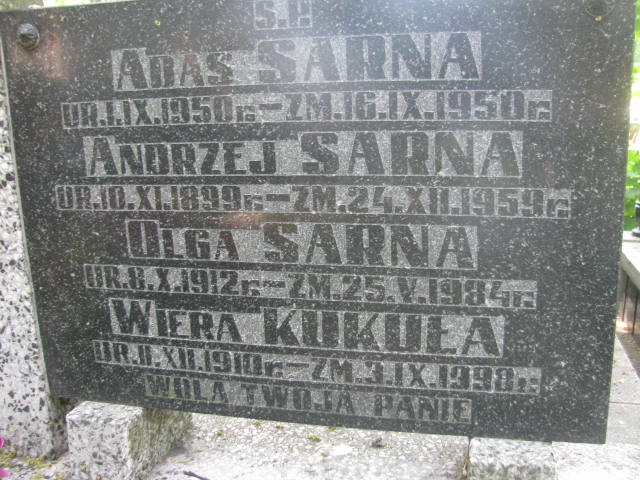 Ś.P.
ADAŚ SARNA
UR.1.IX.1950r.-ZM.16.IX.1950r.
ANDRZEJ SARNA
UR.10.XI.1899r.-ZM.24.XII.1959r.
OLGA SARNA
UR.8.X.1912r.-ZM.25.V.1984r.
WIERA KUKUŁA
UR.11.XII.1910r.-ZM.3.IX.1998r.
WOLA TWOJA PANIE